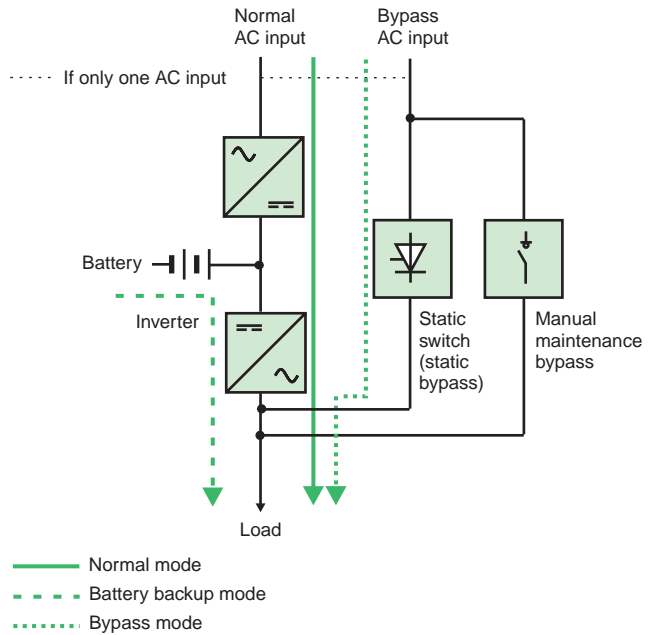 Normal
AC input
Bypass
AC input
If only one AC input
Battery
Inverter
Static
switch
(static
bypass)
Manual
maintenance
bypass
Load
Normal mode
Battery backup mode
Bypass mode